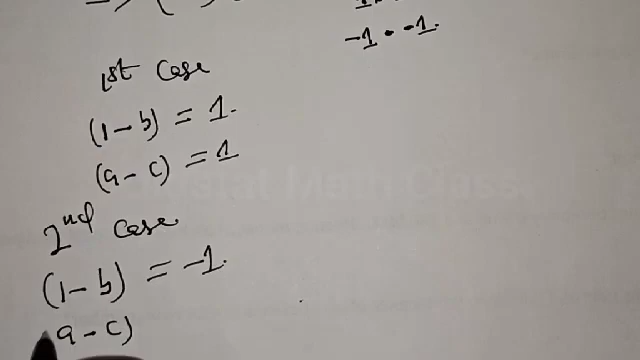 -1 · -1.
1st Case
(1 - b) = 1.
(a - c) = 1
2nd Case
(1 - b) = -1.
a - c)